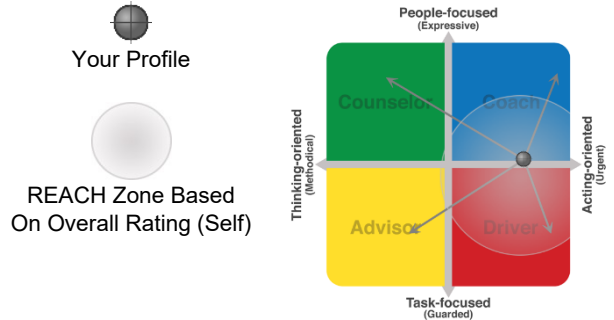 Your Profile
REACH Zone Based
On Overall Rating (Self)
People-focused
(Expressive)
Counselor
Coach
Thinking-oriented
(Methodical)
Acting-oriented
(Urgent)
Advisor
Driver
Task-focused
(Guarded)